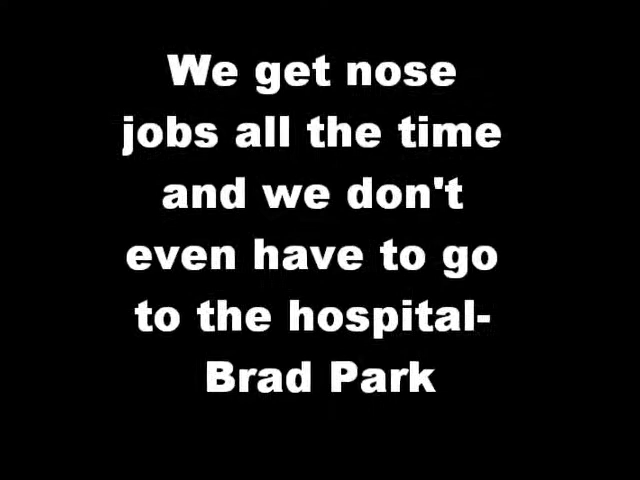 We get nose
jobs all the time
and we don't
even have to go
to the hospital-
Brad Park